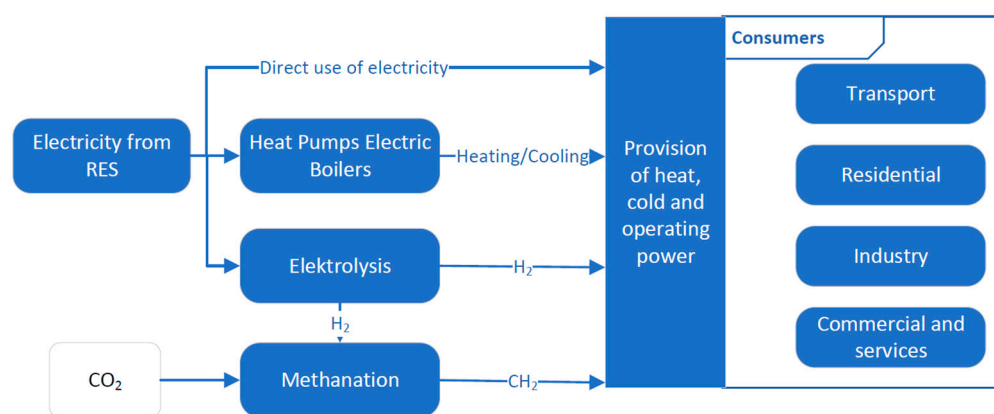 Consumers
Direct use of electricity
Transport
Electricity from
RES
Heat Pumps Electric
Boilers
Heating/Cooling
Provision
of heat,
cold and
operating
power
Residential
Elektrolysis
H₂
Industry
H₂
Commercial and
services
CO₂
Methanation
CH₂